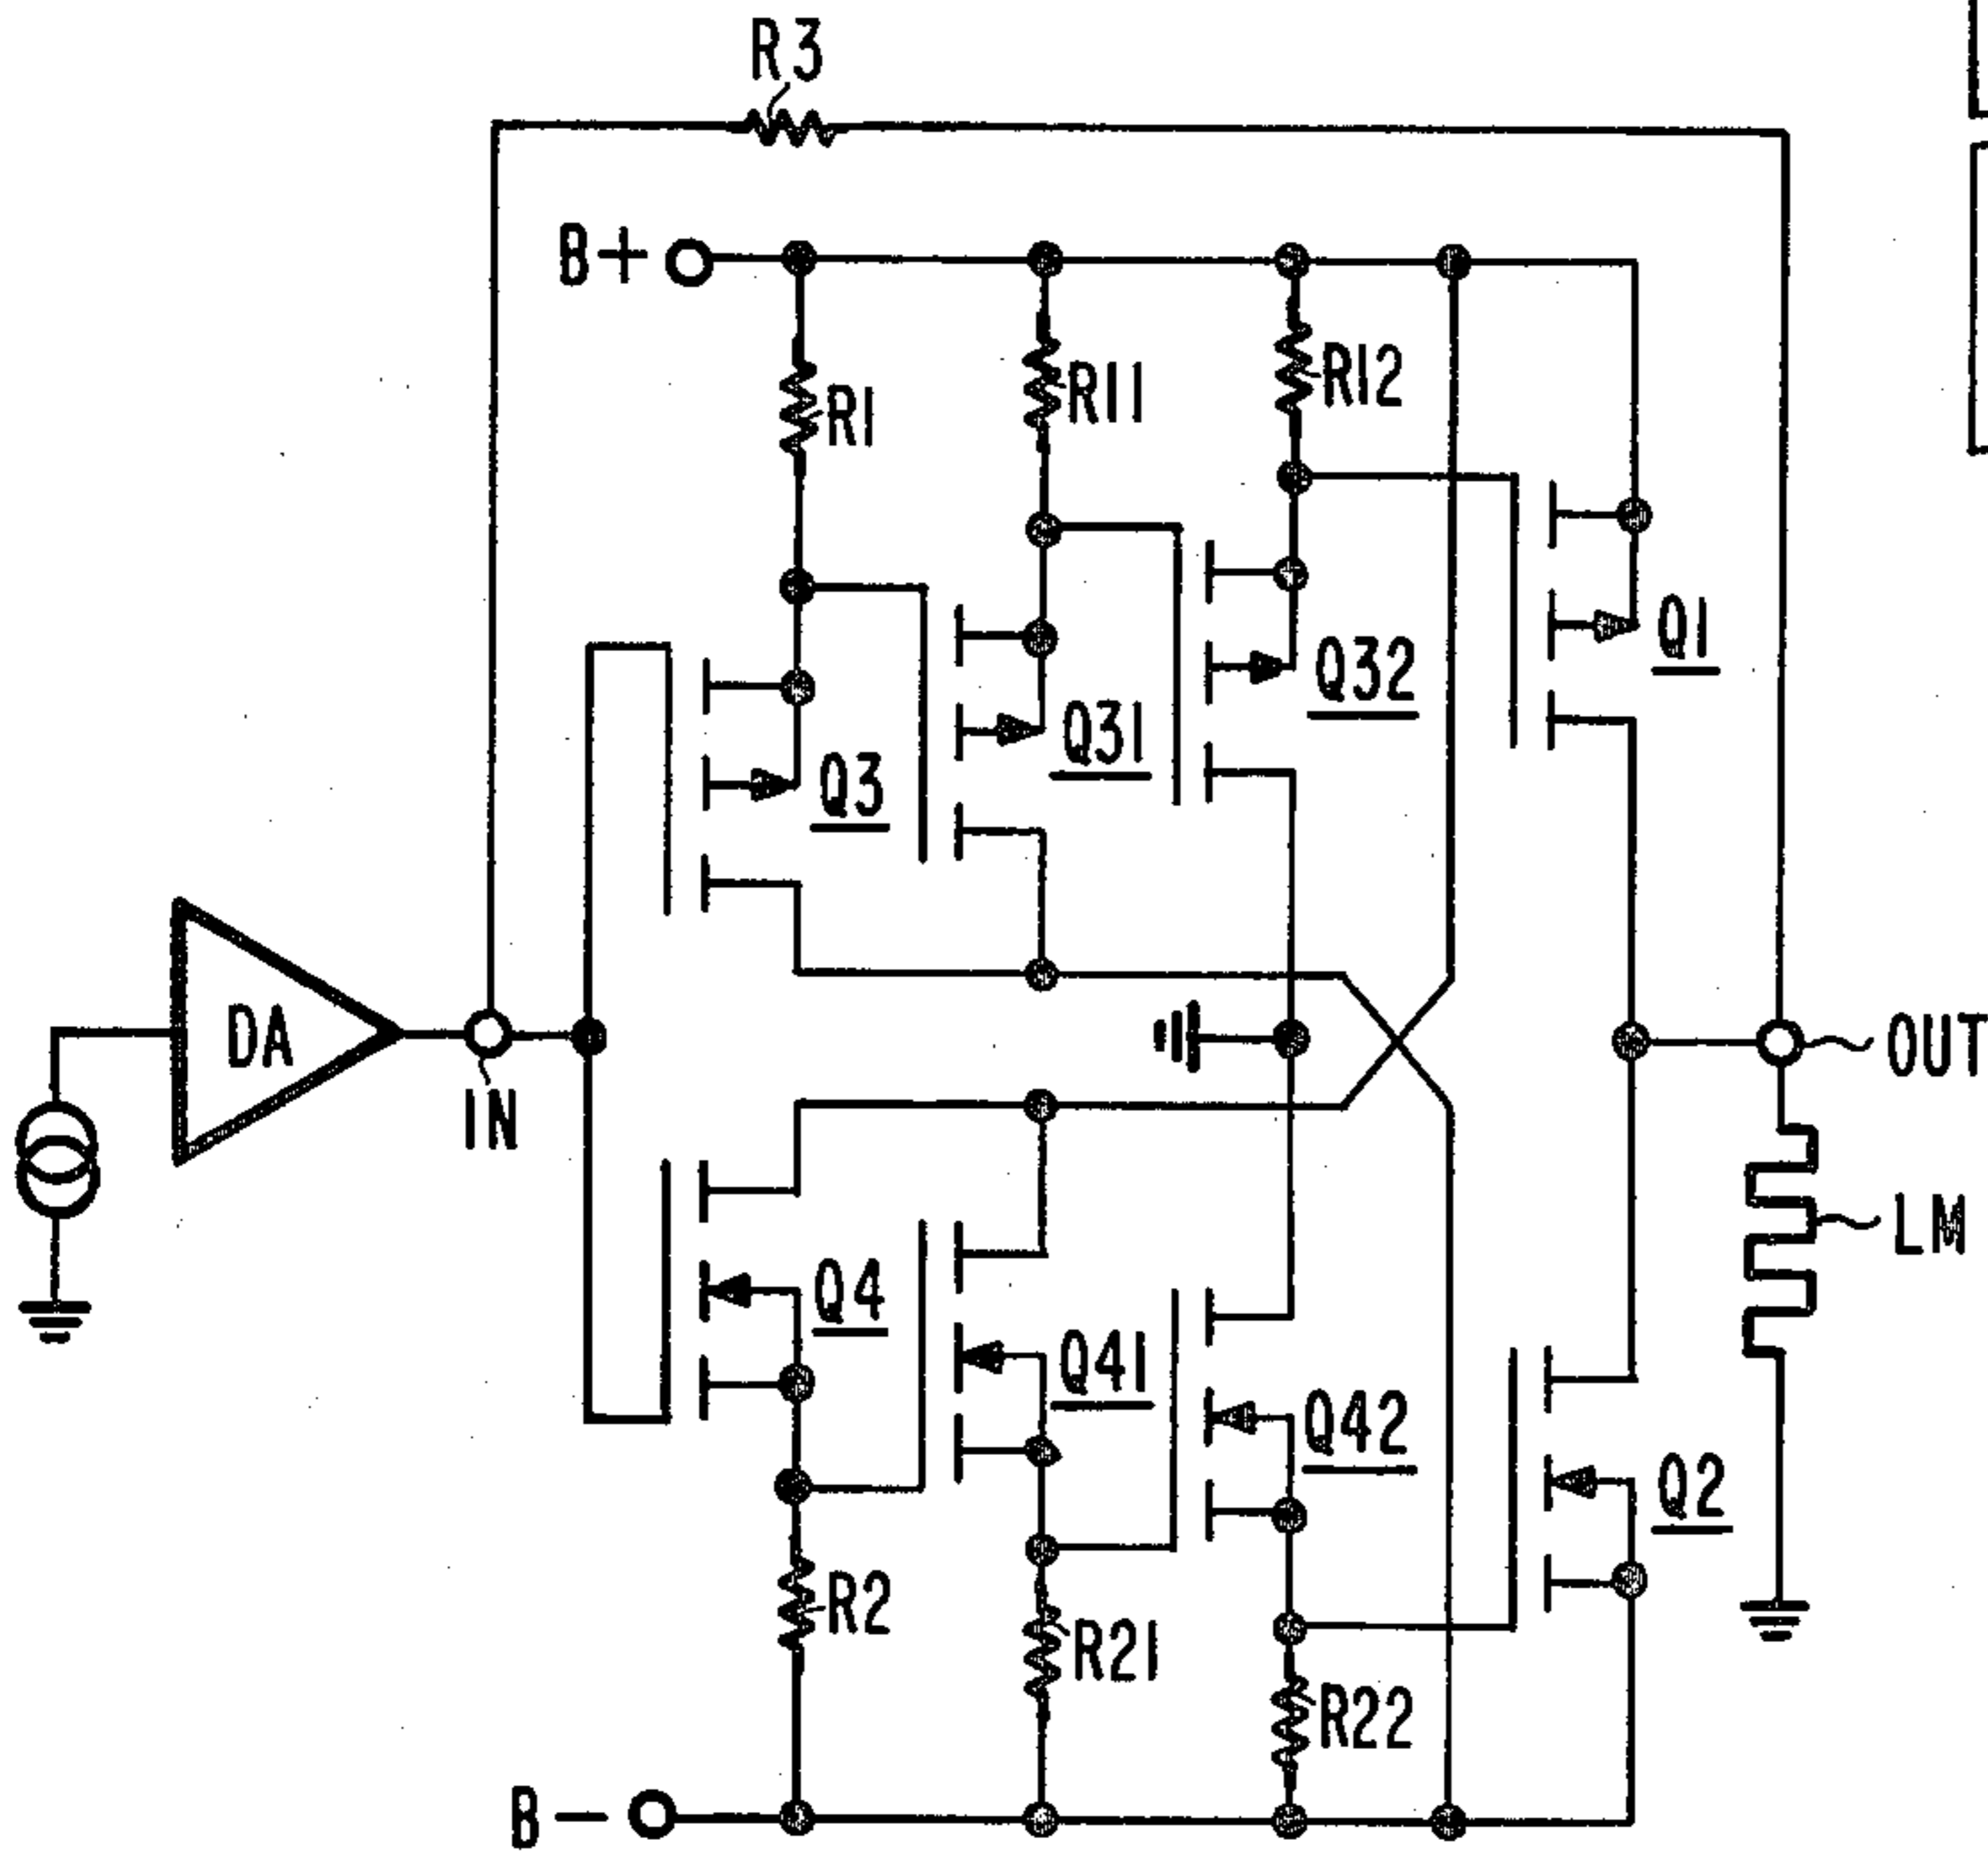 R3
B+
R1
R11
R12
Q3
Q31
Q32
Q1
DA
IN
OUT
LM
Q4
Q41
Q42
Q2
R2
R21
R22
B-